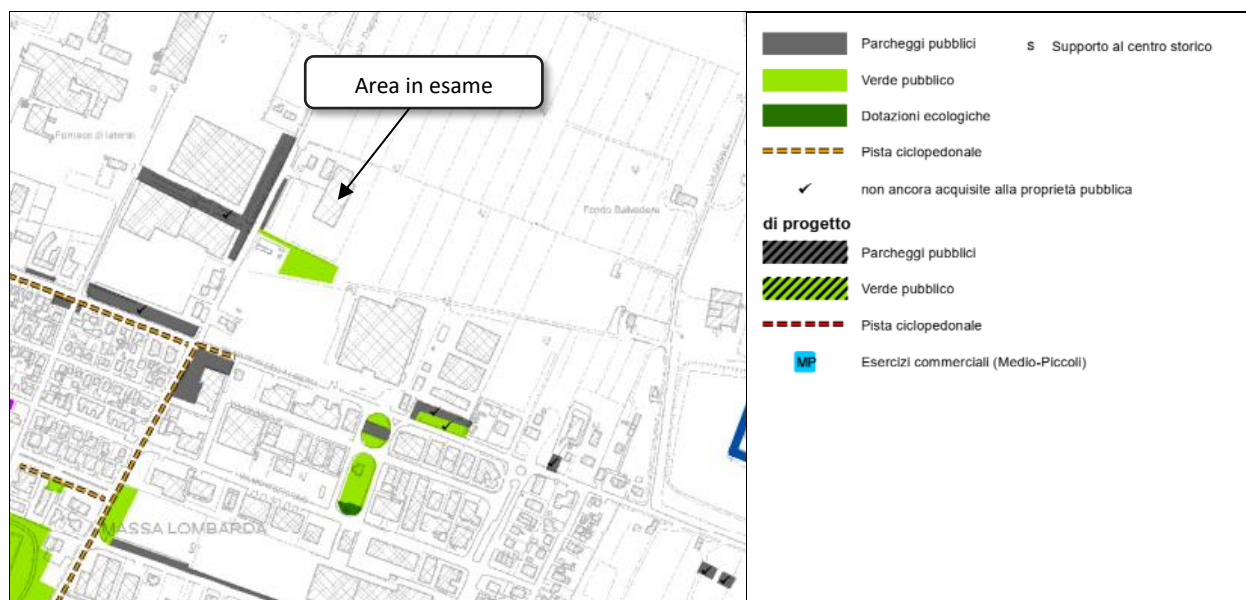 Area in esame
Fornace di laterizi
Fondo Belvedere
MASSA LOMBARDA
Parcheggi pubblici
S Supporto al centro storico
Verde pubblico
Dotazioni ecologiche
Pista ciclopedonale
non ancora acquisite alla proprietà pubblica
di progetto
Parcheggi pubblici
Verde pubblico
Pista ciclopedonale
MP Esercizi commerciali (Medio-Piccoli)